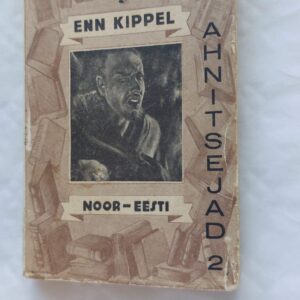 ENN KIPPEL
AHNITSEJAD 2
NOOR-EESTI